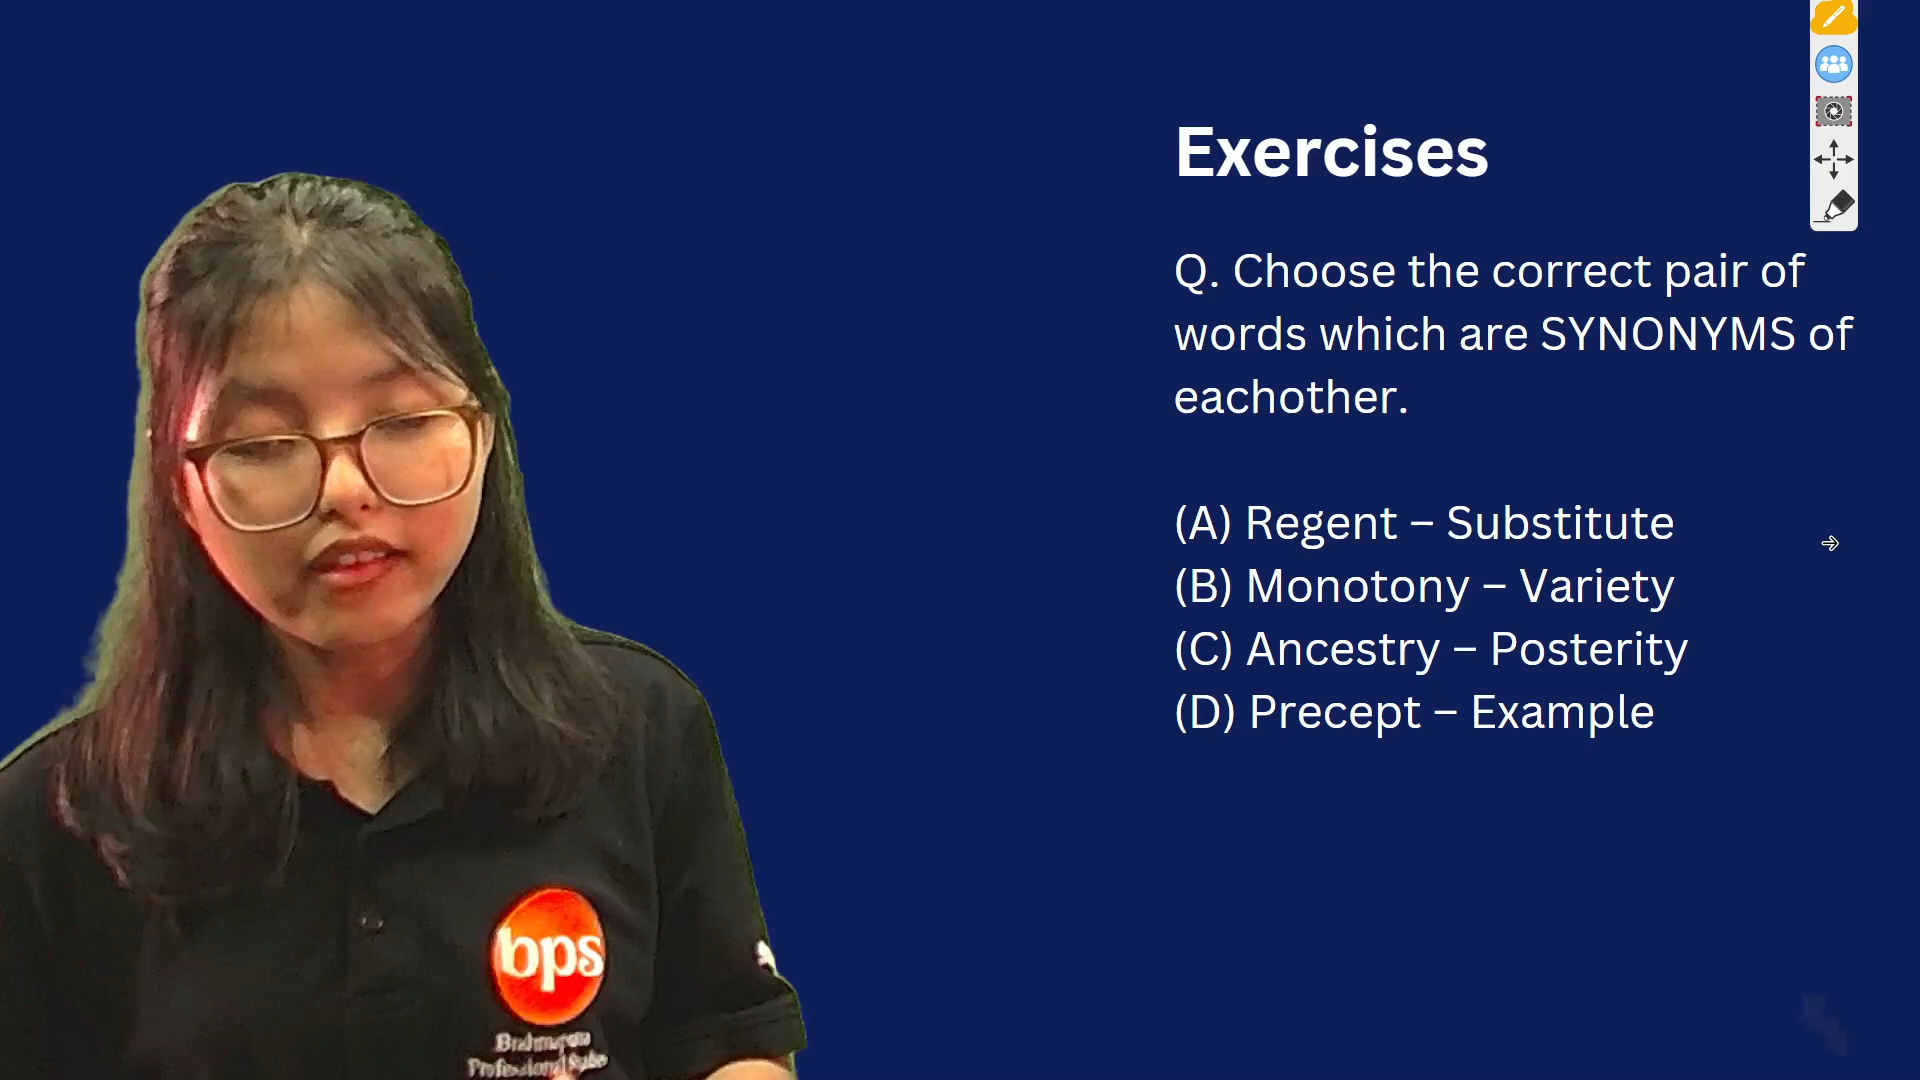 Exercises
Q. Choose the correct pair of
words which are SYNONYMS of
eachother.
(A) Regent – Substitute
(B) Monotony – Variety
(C) Ancestry – Posterity
(D) Precept – Example
bps
Professional